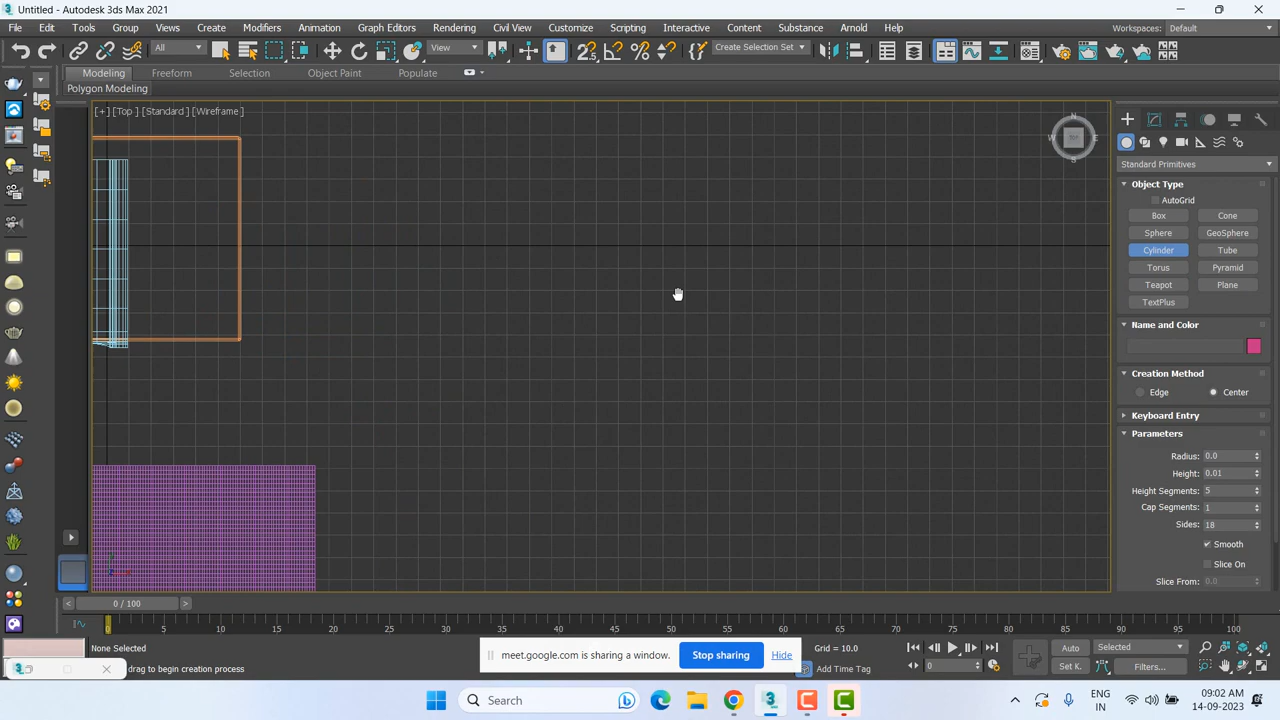 Untitled - Autodesk 3ds Max 2021
File Edit Tools Group Views Create Modifiers Animation Graph Editors Rendering Civil View Customize Scripting Interactive Content Substance Arnold Help Workspaces: Default
All View Create Selection Set
Modeling Freeform Selection Object Paint Populate
Polygon Modeling
[+] [Top ] [Standard ] [Wireframe ]
N
W E
S
Standard Primitives
Object Type
AutoGrid
Box Cone
Sphere GeoSphere
Cylinder Tube
Torus Pyramid
Teapot Plane
TextPlus
Name and Color
Creation Method
Edge Center
Keyboard Entry
Parameters
Radius: 0.0
Height: 0.01
Height Segments: 5
Cap Segments: 1
Sides: 18
Smooth
Slice On
Slice From: 0.0
0 / 100
0 5 10 15 20 25 30 35 40 45 50 55 60 65 70 75 80 85 90 95 100
None Selected
drag to begin creation process
meet.google.com is sharing a window. Stop sharing Hide
Grid = 10.0
Add Time Tag
0
Auto Selected
Set K. Filters...
Search
ENG
IN
09:02 AM
14-09-2023